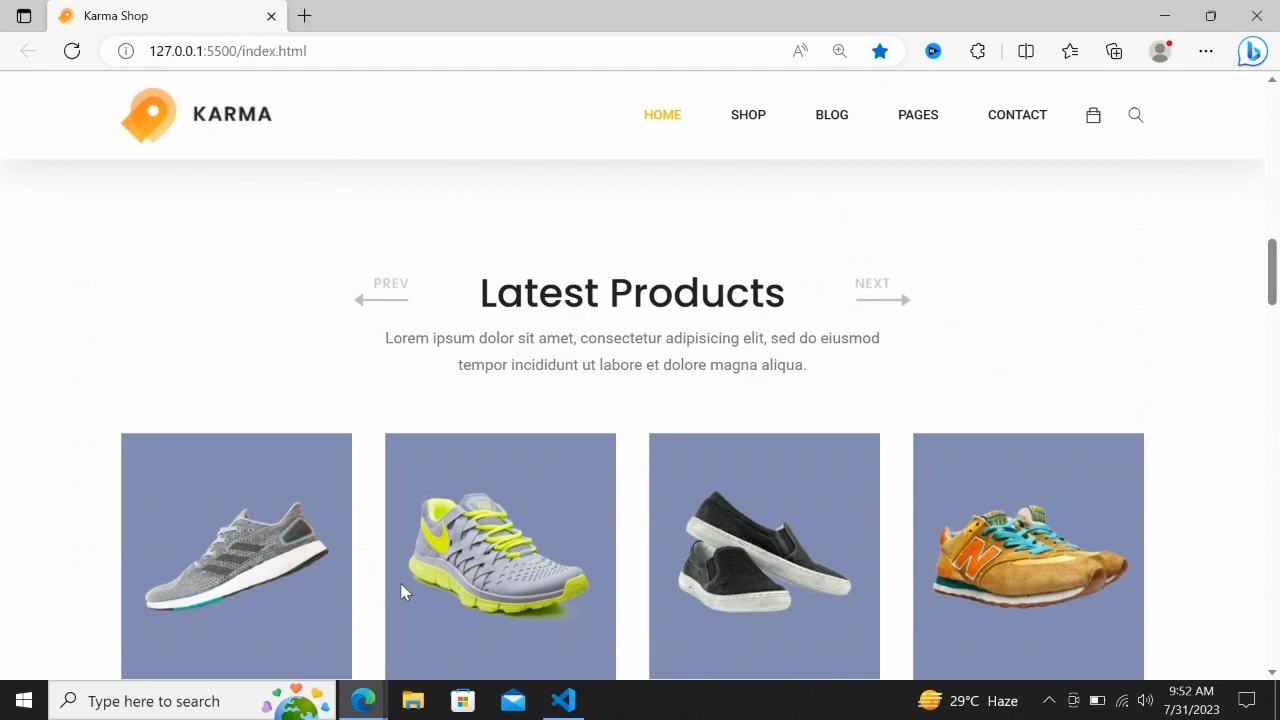 Karma Shop
127.0.0.1:5500/index.html
KARMA
HOME
SHOP
BLOG
PAGES
CONTACT
PREV
Latest Products
NEXT
Lorem ipsum dolor sit amet, consectetur adipisicing elit, sed do eiusmod
tempor incididunt ut labore et dolore magna aliqua.
N
Type here to search
29°C Haze
9:52 AM
7/31/2023